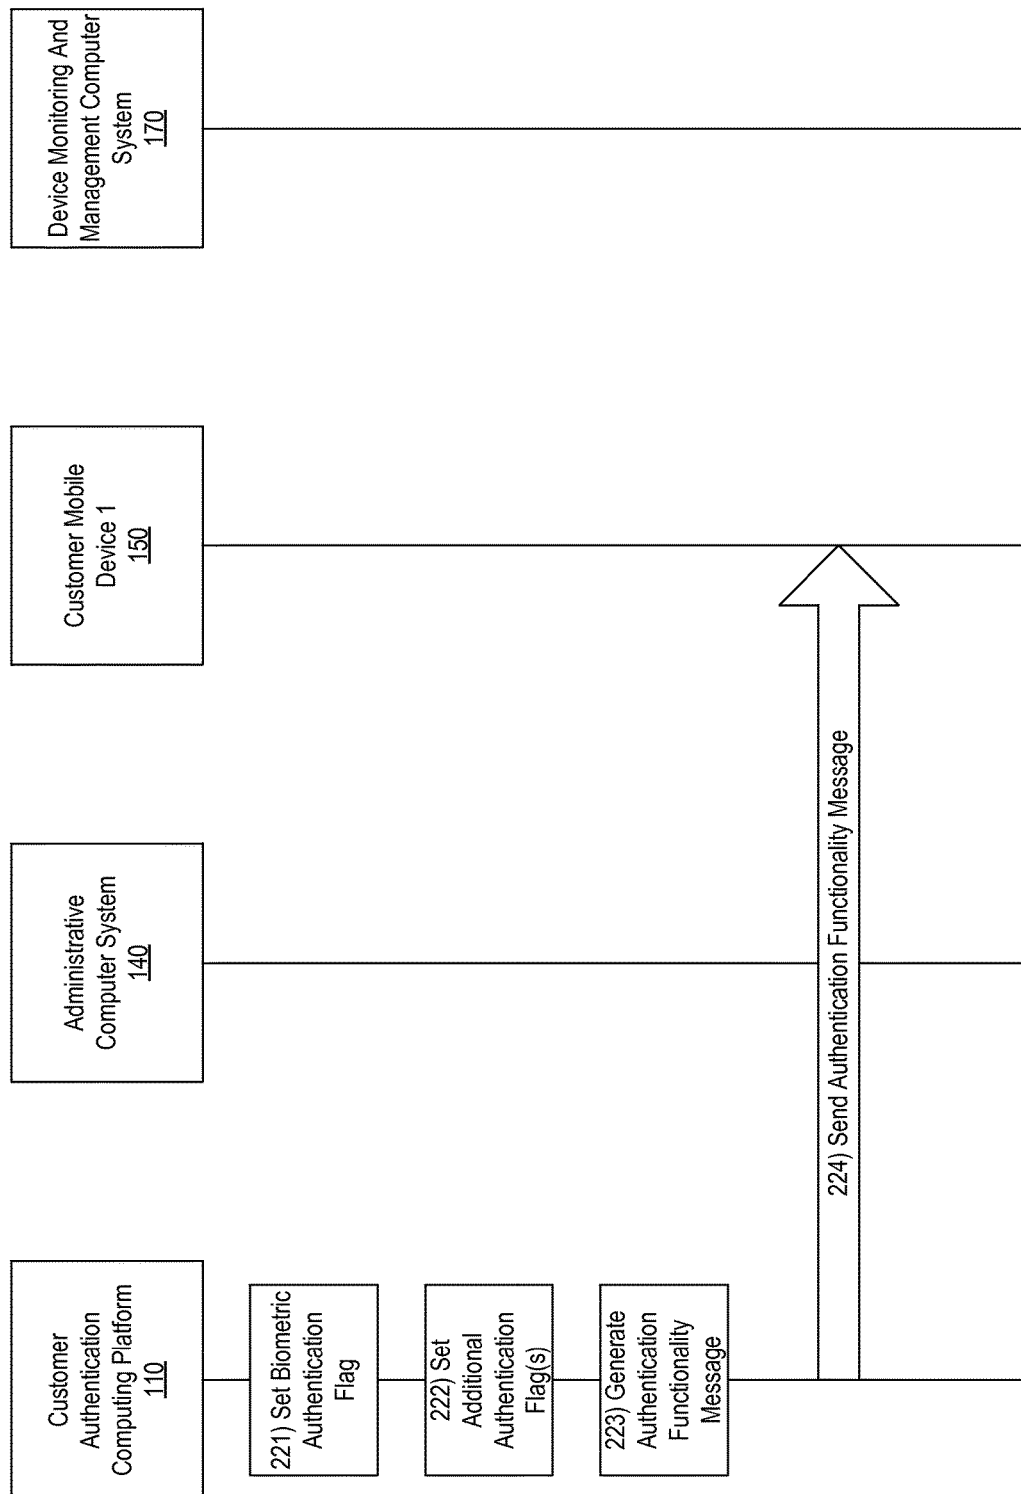 Customer
Authentication
Computing Platform
110
Administrative
Computer System
140
Customer Mobile
Device 1
150
Device Monitoring And
Management Computer
System
170
221) Set Biometric
Authentication
Flag
222) Set
Additional
Authentication
Flag(s)
223) Generate
Authentication
Functionality
Message
224) Send Authentication Functionality Message